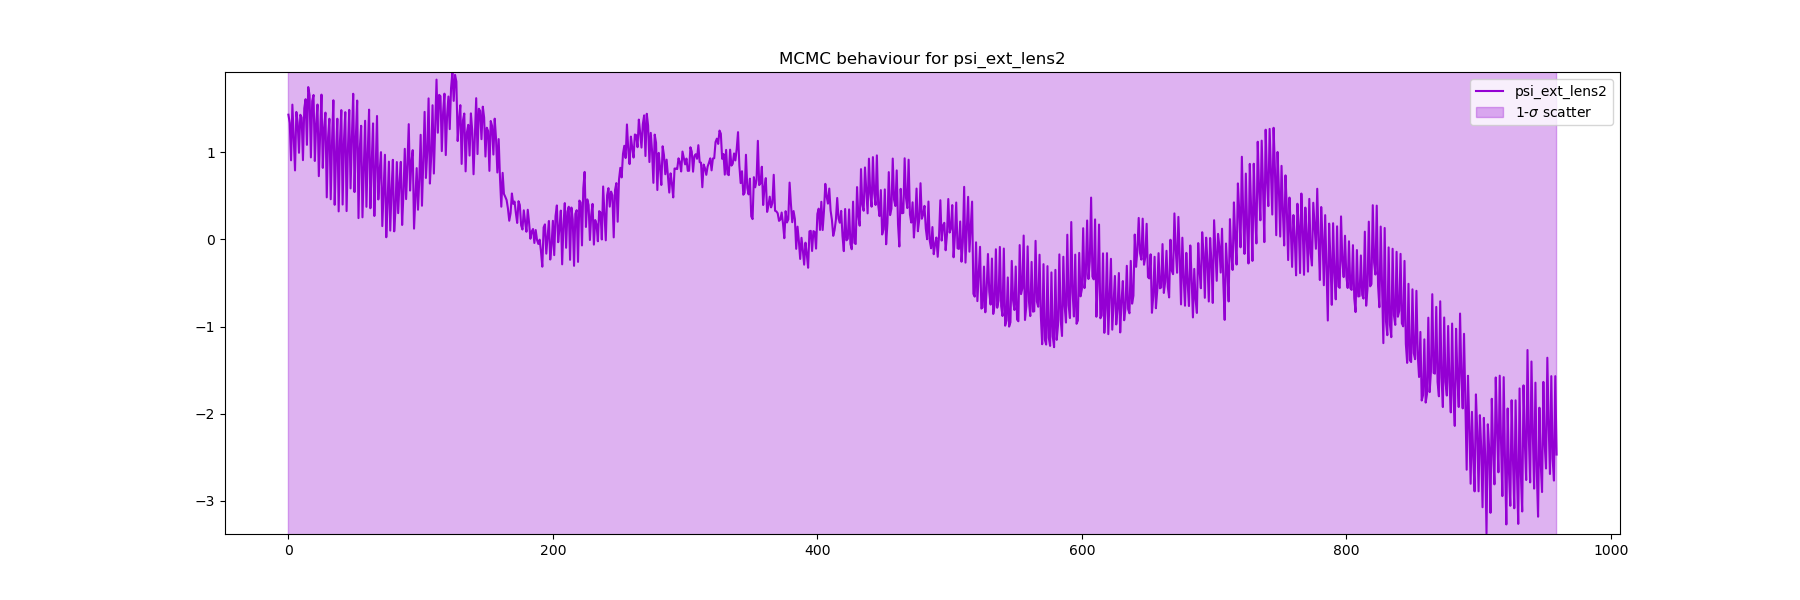 MCMC behaviour for psi_ext_lens2
psi_ext_lens2
1-σ scatter
1
0
−1
−2
−3
0 200 400 600 800 1000